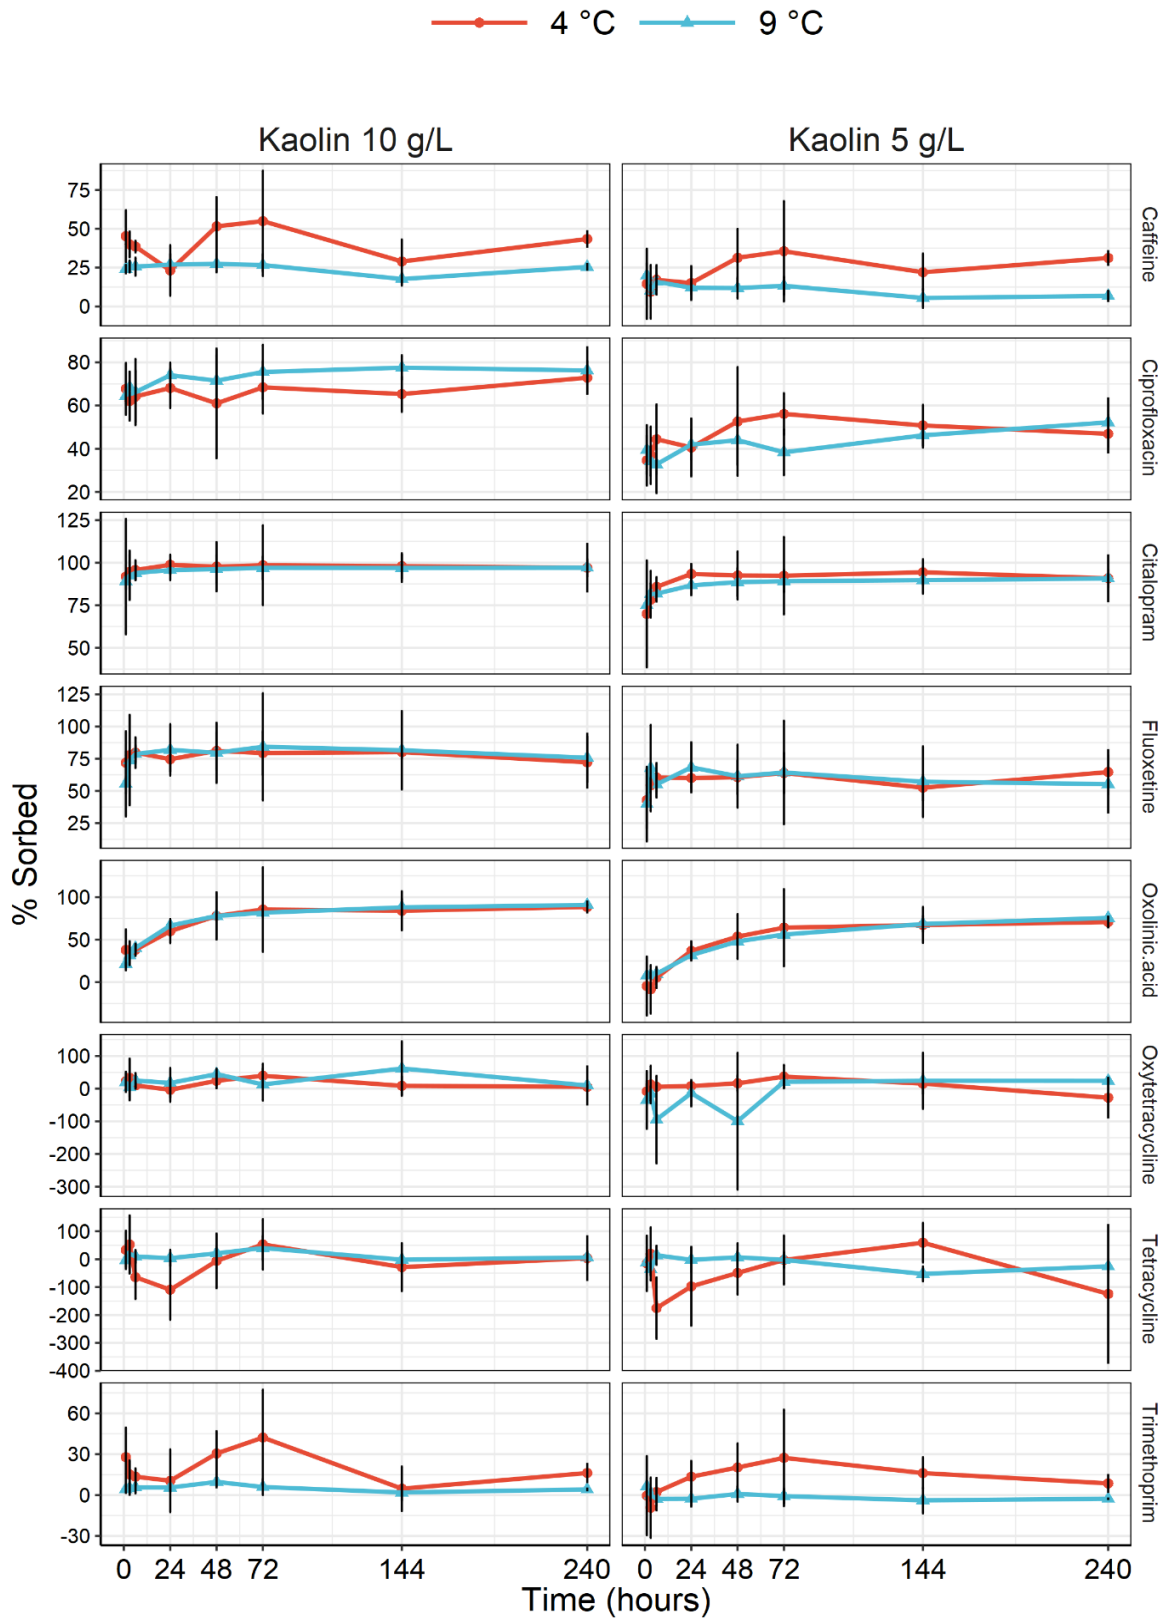 4 °C 9 °C
Kaolin 10 g/L Kaolin 5 g/L
% Sorbed
75
50
25
0
Caffeine
80
60
40
20
Ciprofloxacin
125
100
75
50
Citalopram
125
100
75
50
25
Fluoxetine
100
50
0
Oxolinic.acid
100
0
-100
-200
-300
Oxytetracycline
100
0
-100
-200
-300
-400
Tetracycline
60
30
0
-30
Trimethoprim
0 24 48 72 144 240 0 24 48 72 144 240
Time (hours)